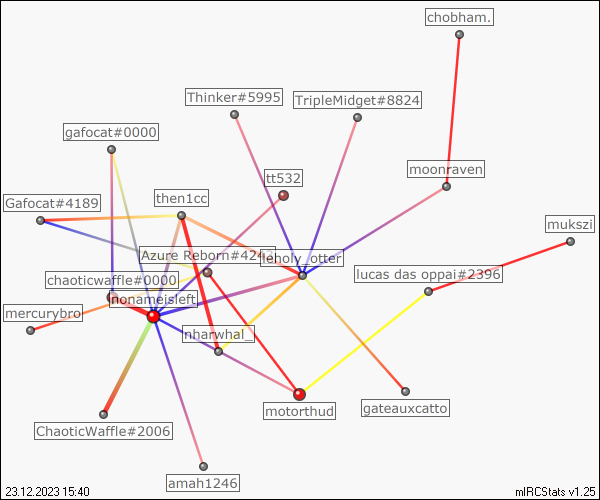 chobham.
Thinker#5995
TripleMidget#8824
gafocat#0000
moonraven
tt532
Gafocat#4189
then1cc
mukszi
Azure Reborn#424
leholy_otter
lucas das oppai#2396
chaoticwaffle#0000
nonameisleft
mercurybro
nharwhal_
motorthud
gateauxcatto
ChaoticWaffle#2006
amah1246
23.12.2023 15:40
mIRCStats v1.25